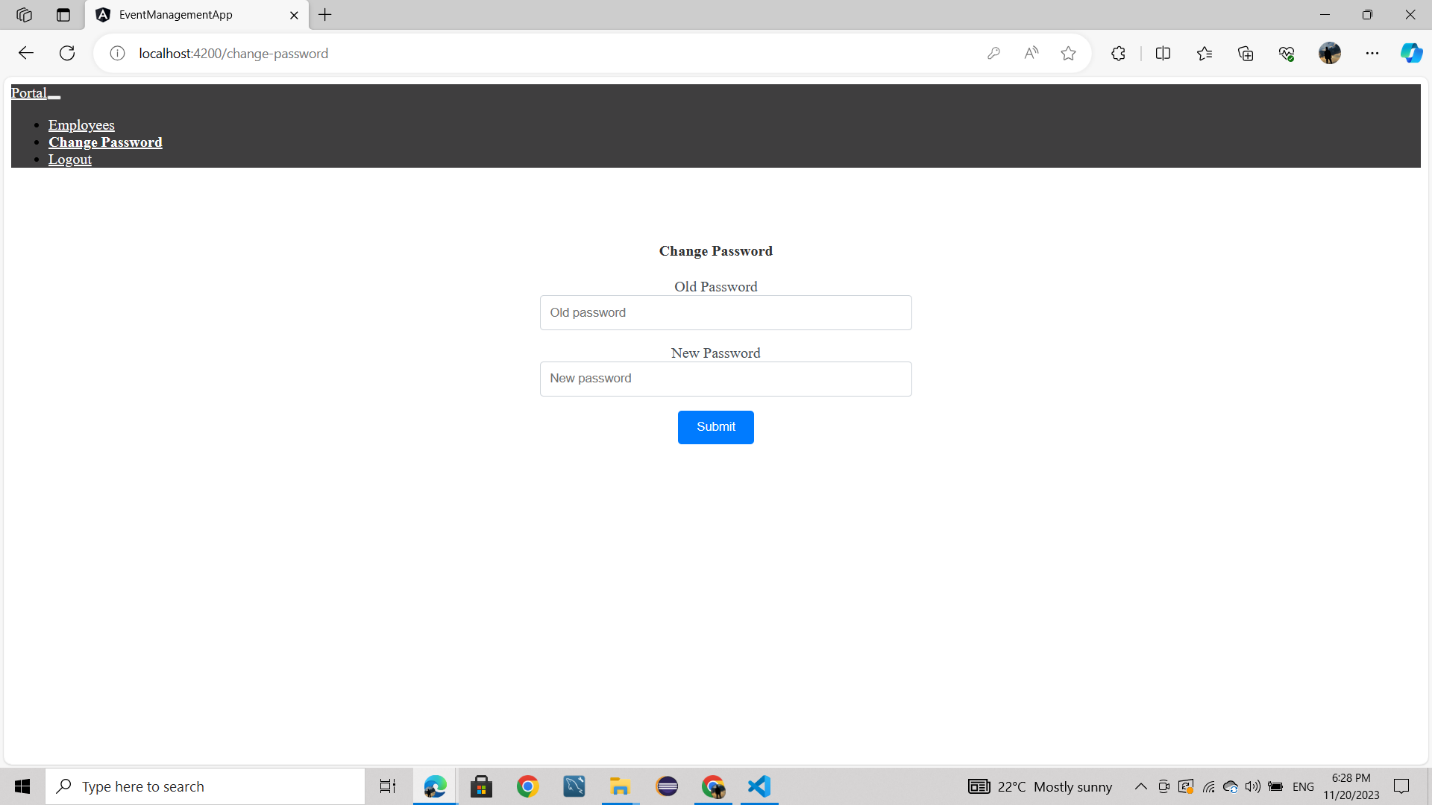 EventManagementApp
localhost:4200/change-password
Portal
Employees
Change Password
Logout
Change Password
Old Password
Old password
New Password
New password
Submit
Type here to search
22°C Mostly sunny
ENG
6:28 PM
11/20/2023